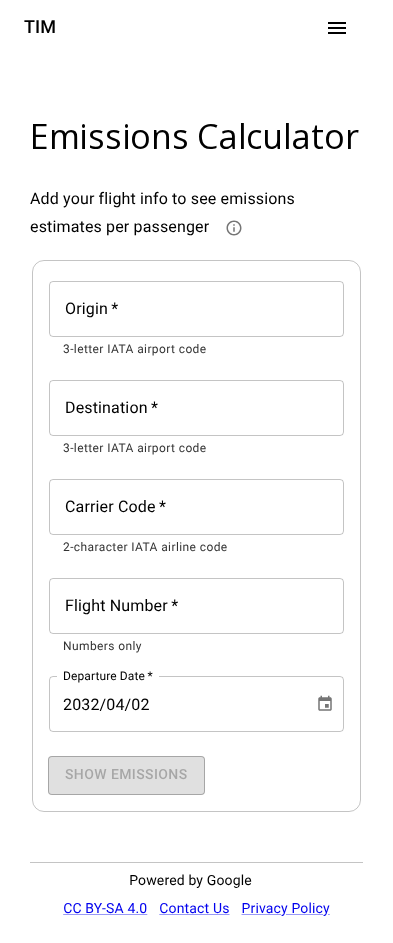 TIM
Emissions Calculator
Add your flight info to see emissions
estimates per passenger
Origin *
3-letter IATA airport code
Destination *
3-letter IATA airport code
Carrier Code *
2-character IATA airline code
Flight Number *
Numbers only
Departure Date *
2032/04/02
SHOW EMISSIONS
Powered by Google
CC BY-SA 4.0 Contact Us Privacy Policy